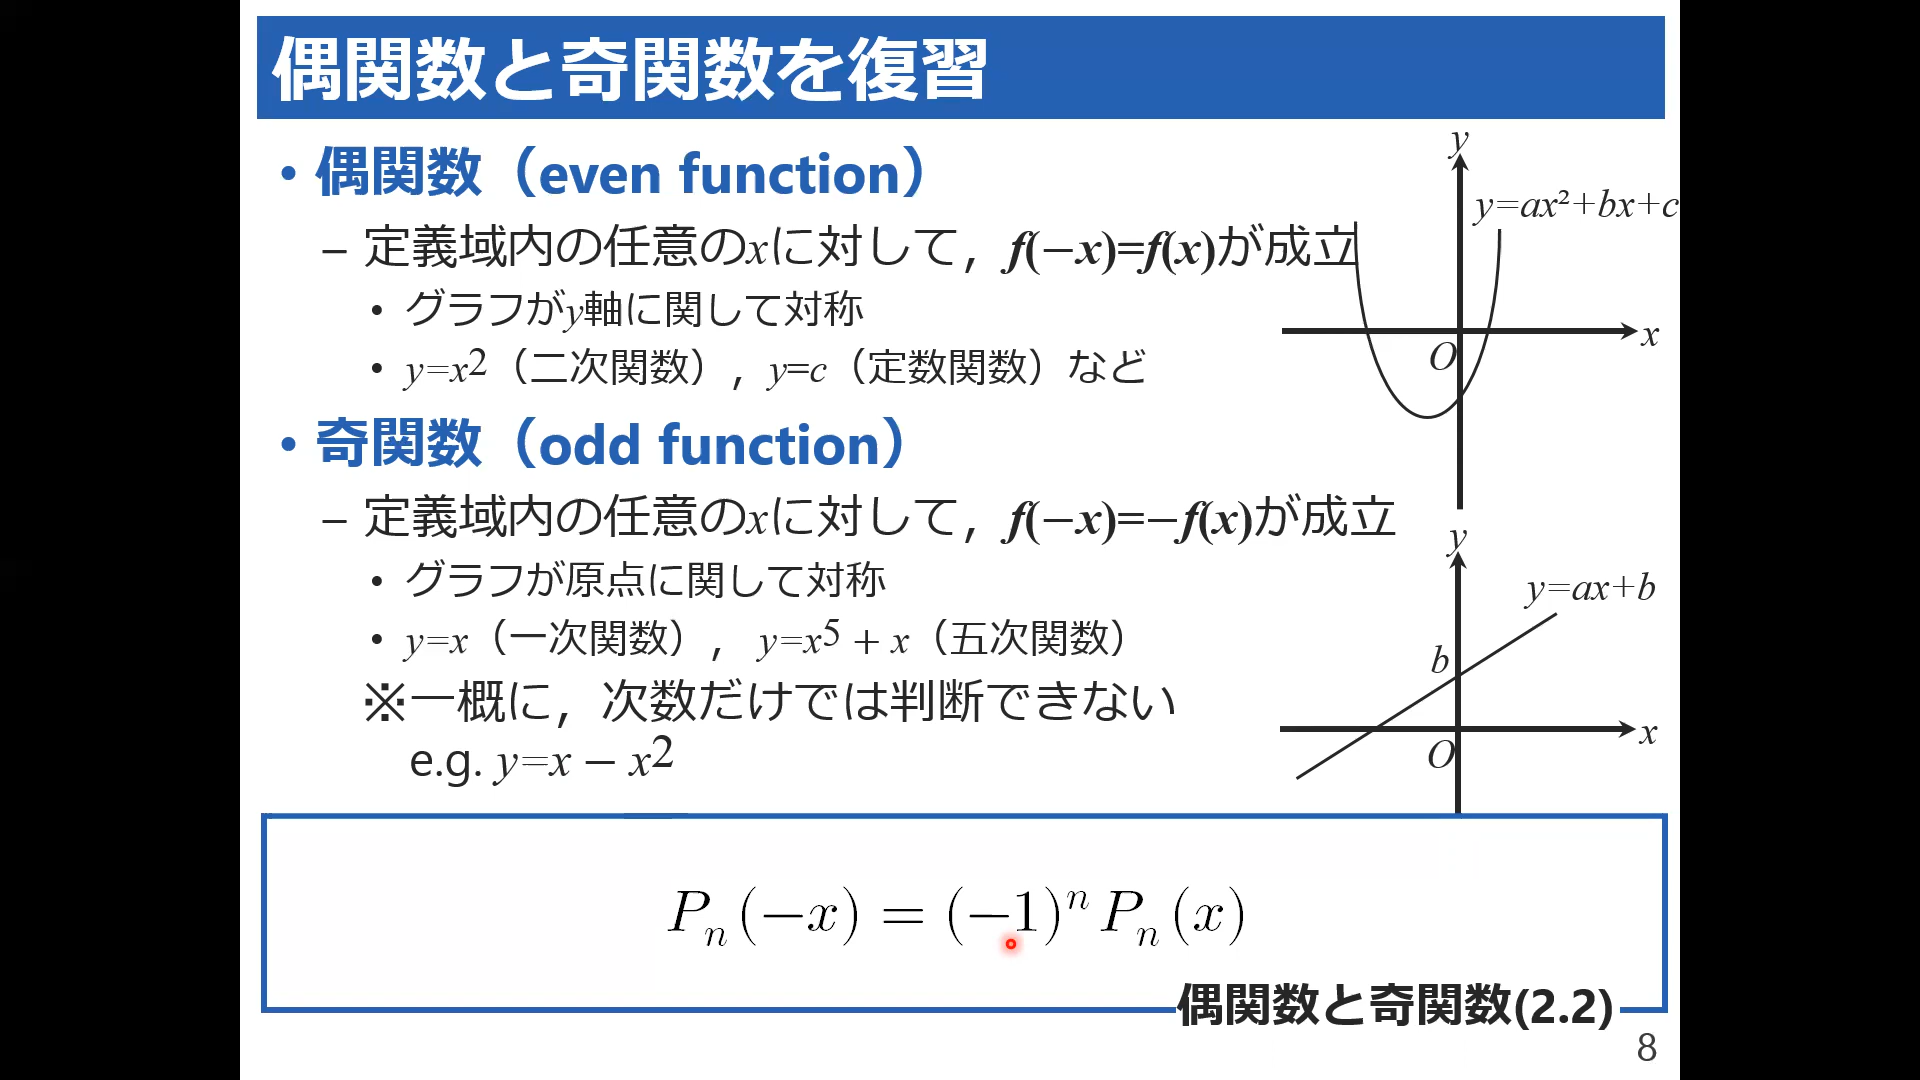 偶関数と奇関数を復習
• 偶関数（even function）
– 定義域内の任意のxに対して，f(−x)=f(x)が成立
• グラフがy軸に関して対称
• y=x²（二次関数），y=c（定数関数）など
• 奇関数（odd function）
– 定義域内の任意のxに対して，f(−x)=−f(x)が成立
• グラフが原点に関して対称
• y=x（一次関数）， y=x⁵ + x（五次関数）
※一概に，次数だけでは判断できない
e.g. y=x − x²
y
y=ax²+bx+c
x
O
y
y=ax+b
b
x
O
Pₙ(−x) = (−1)ⁿ Pₙ(x)
偶関数と奇関数(2.2)
8